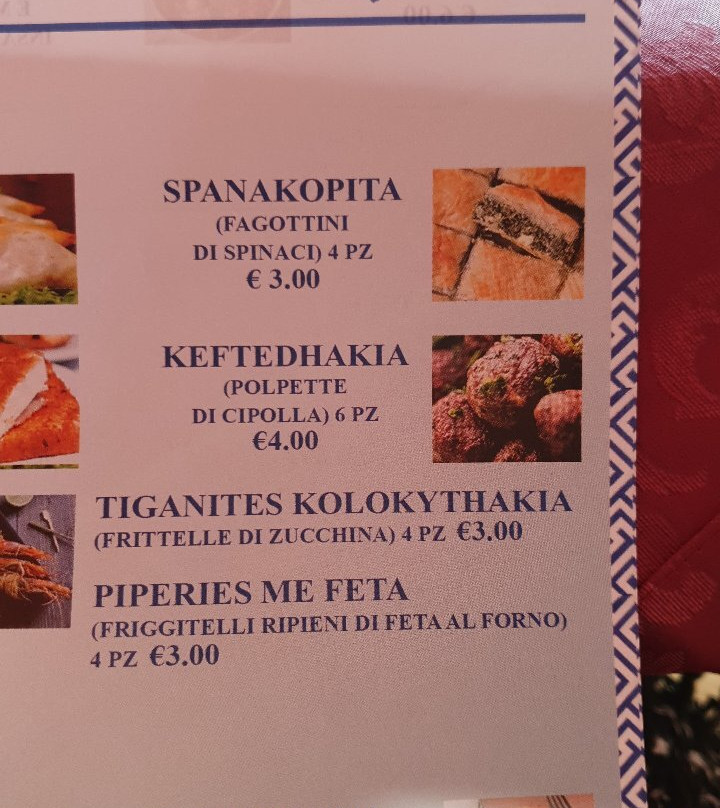 SPANAKOPITA
(FAGOTTINI
DI SPINACI) 4 PZ
€ 3.00
KEFTEDHAKIA
(POLPETTE
DI CIPOLLA) 6 PZ
€4.00
TIGANITES KOLOKYTHAKIA
(FRITTELLE DI ZUCCHINA) 4 PZ €3.00
PIPERIES ME FETA
(FRIGGITELLI RIPIENI DI FETA AL FORNO)
4 PZ €3.00